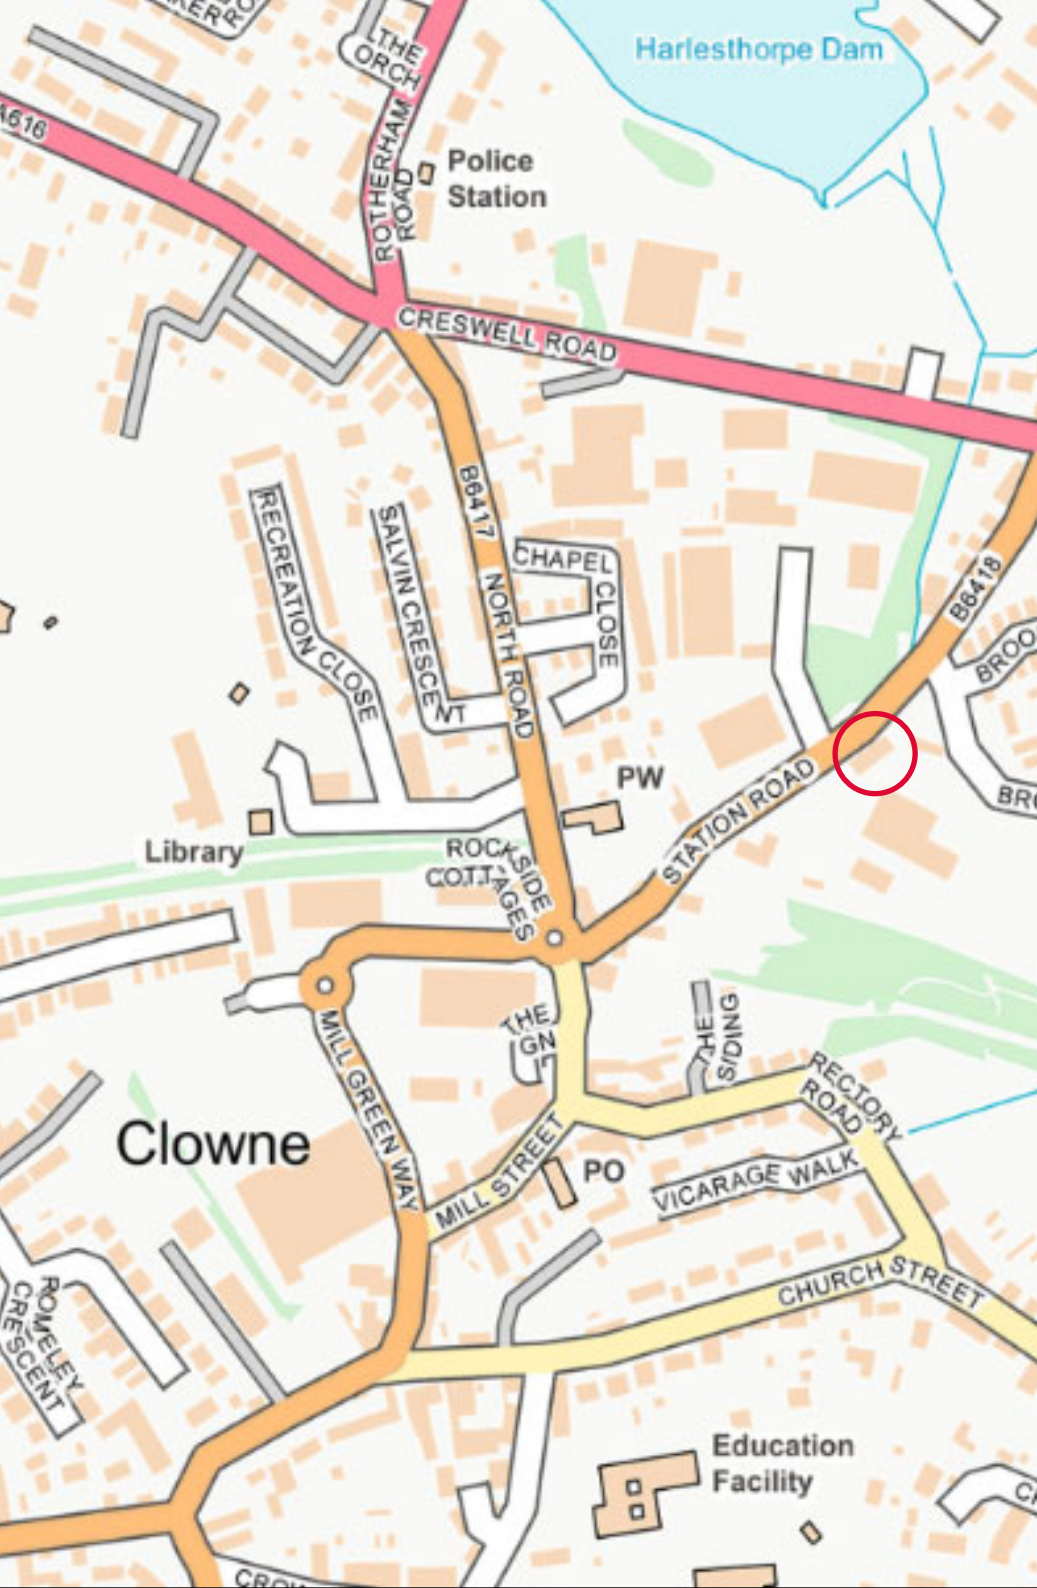 THE
ORCH
Harlesthorpe Dam
A616
ROTHERHAM
ROAD
Police
Station
CRESWELL ROAD
B6417
RECREATION CLOSE
SALVIN CRESCENT
NORTH ROAD
CHAPEL
CLOSE
B6418
STATION ROAD
PW
Library
ROCKSIDE
COTTAGES
THE
MILL GREEN WAY
THE
SIDING
RECTORY
ROAD
Clowne
MILL STREET
PO
VICARAGE WALK
CHURCH STREET
ROMELEY
CRESCENT
Education
Facility